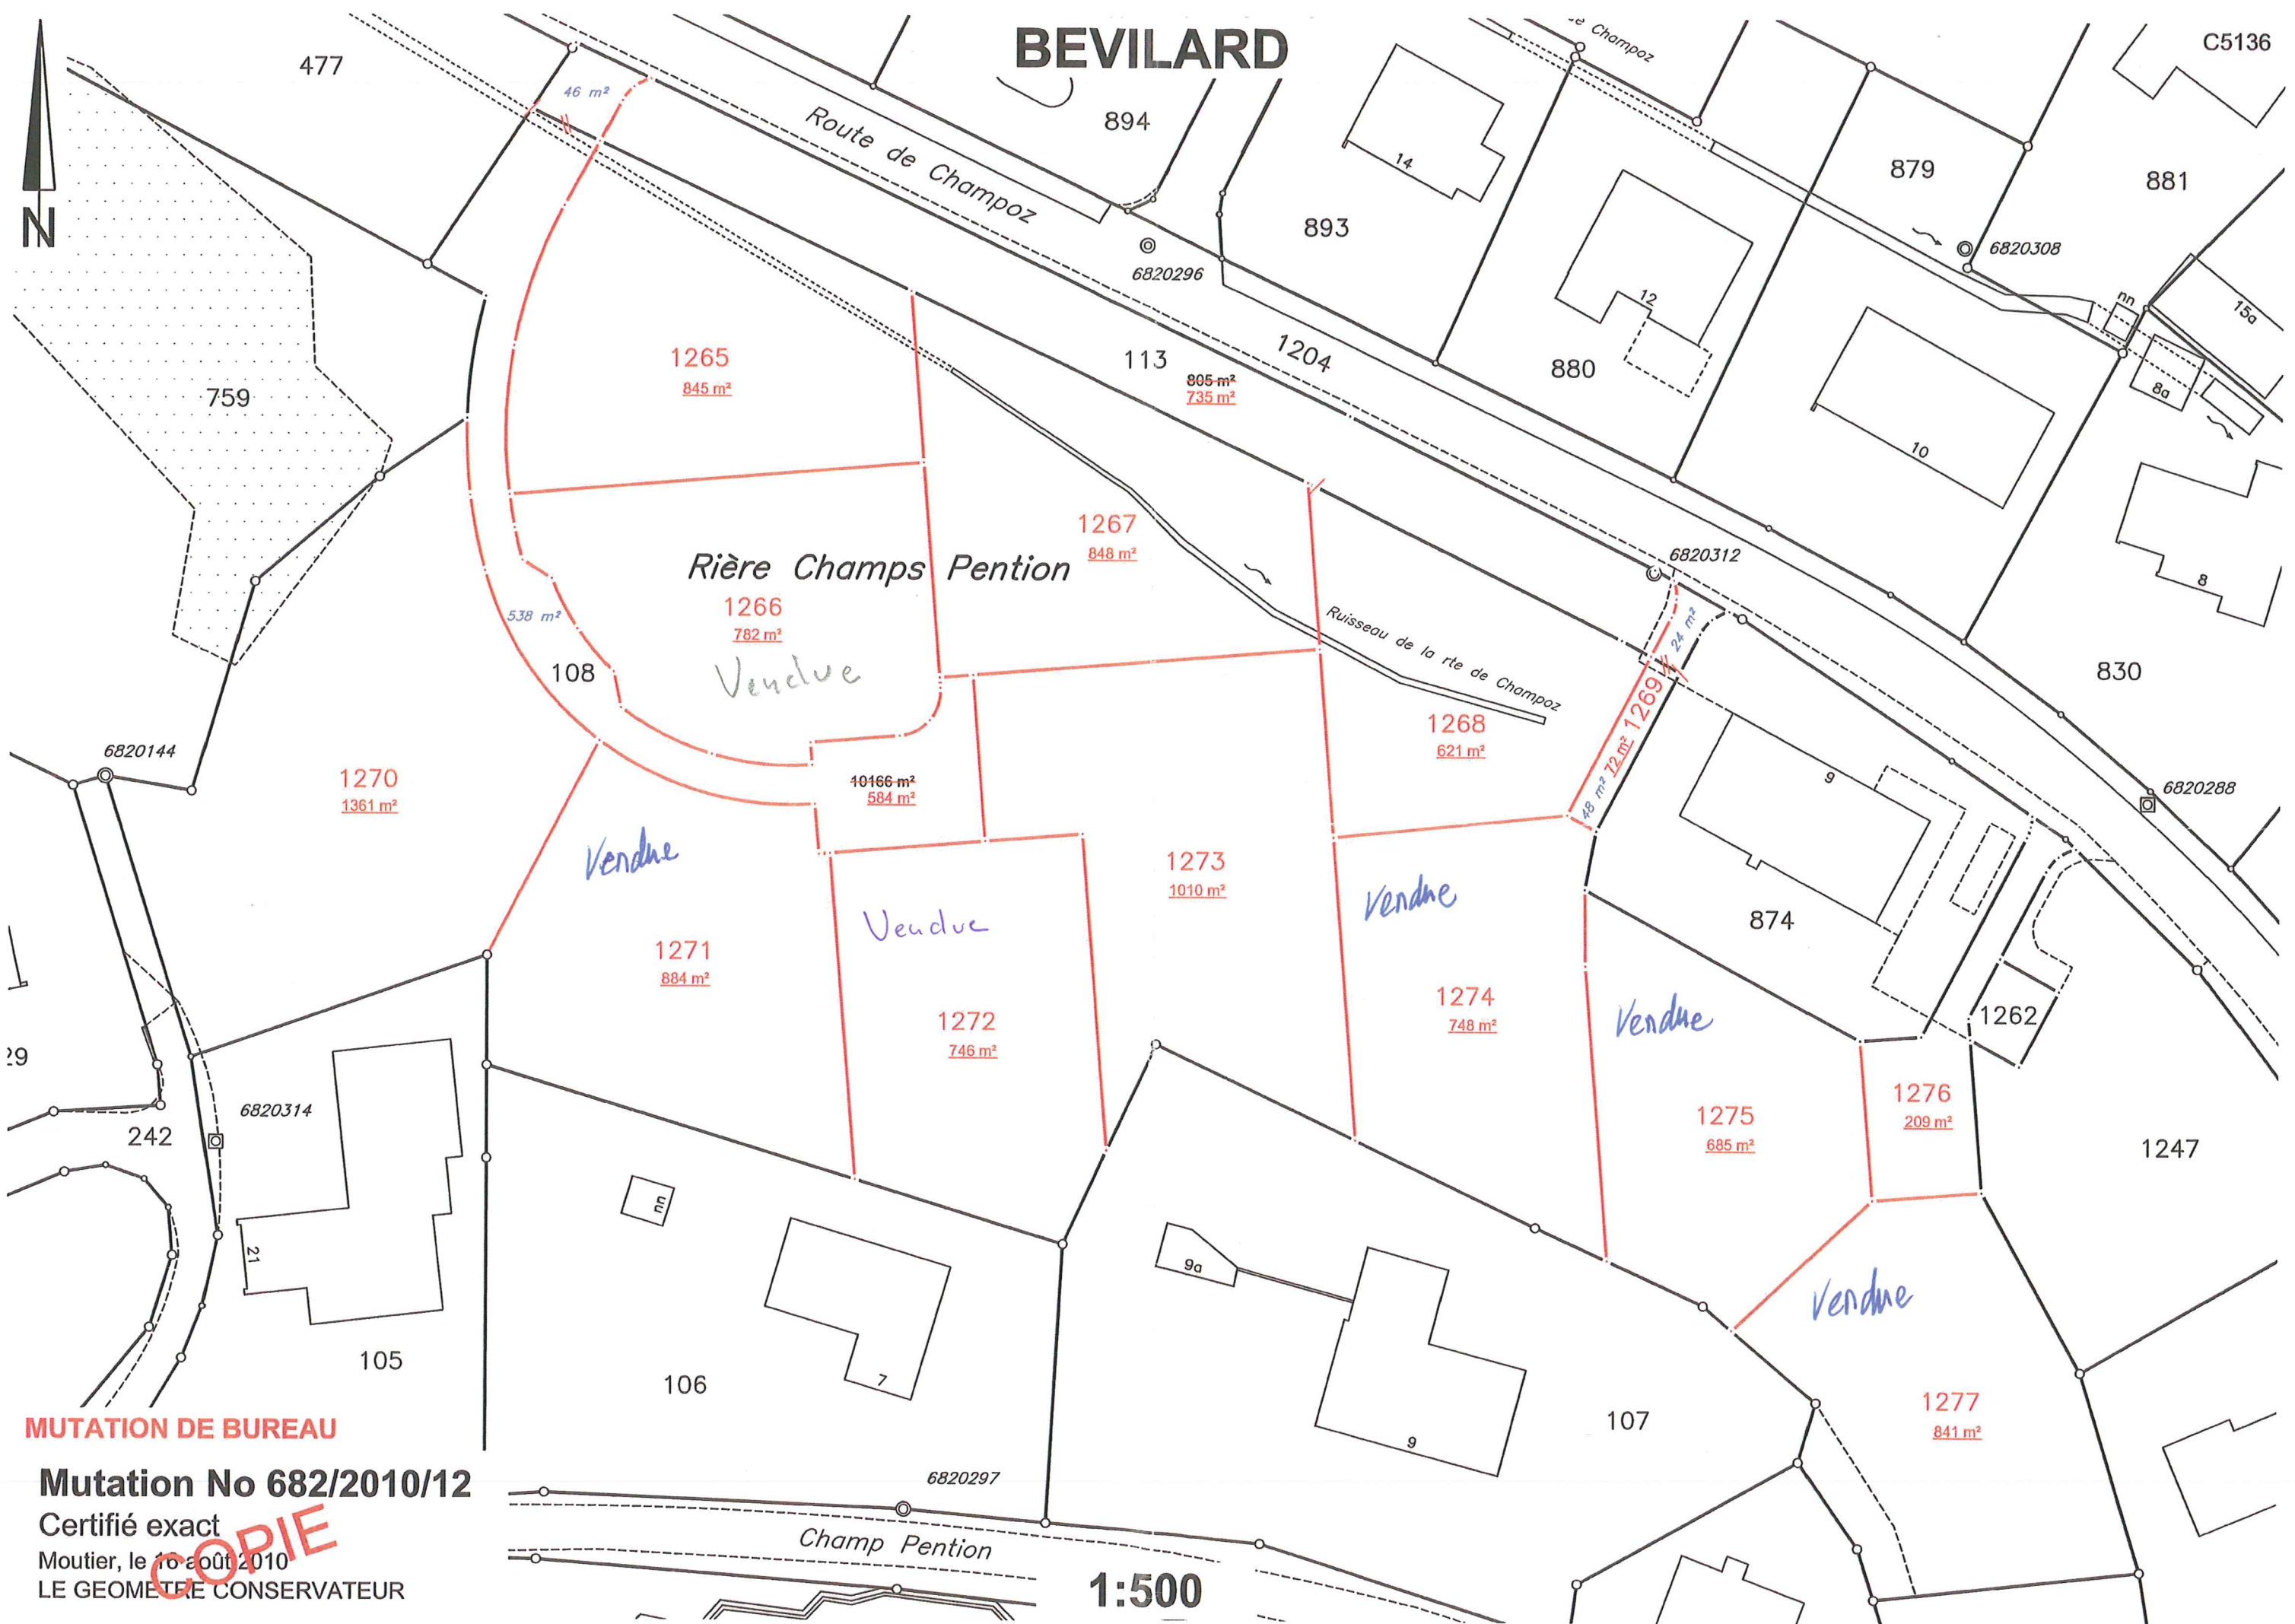 BEVILARD
C5136
477
46 m²
Route de Champoz
Champoz
894
14
893
879
881
6820296
6820308
N
759
1265
845 m²
113
805 m²
735 m²
1204
12
880
nn
15a
8a
10
8
1267
848 m²
Rière Champs Pention
1266
782 m²
Vendue
538 m²
108
6820312
24 m²
Ruisseau de la rte de Champoz
1268
621 m²
1269
72 m²
48 m²
830
6820144
1270
1361 m²
10166 m²
584 m²
9
6820288
Vendue
1271
884 m²
Vendue
1272
746 m²
1273
1010 m²
Vendue
1274
748 m²
874
Vendue
1262
29
6820314
242
21
1275
685 m²
1276
209 m²
1247
nn
9a
7
9
Vendue
105
106
107
1277
841 m²
MUTATION DE BUREAU
Mutation No 682/2010/12
Certifié exact
COPIE
Moutier, le 16 août 2010
LE GEOMETRE CONSERVATEUR
6820297
Champ Pention
1:500